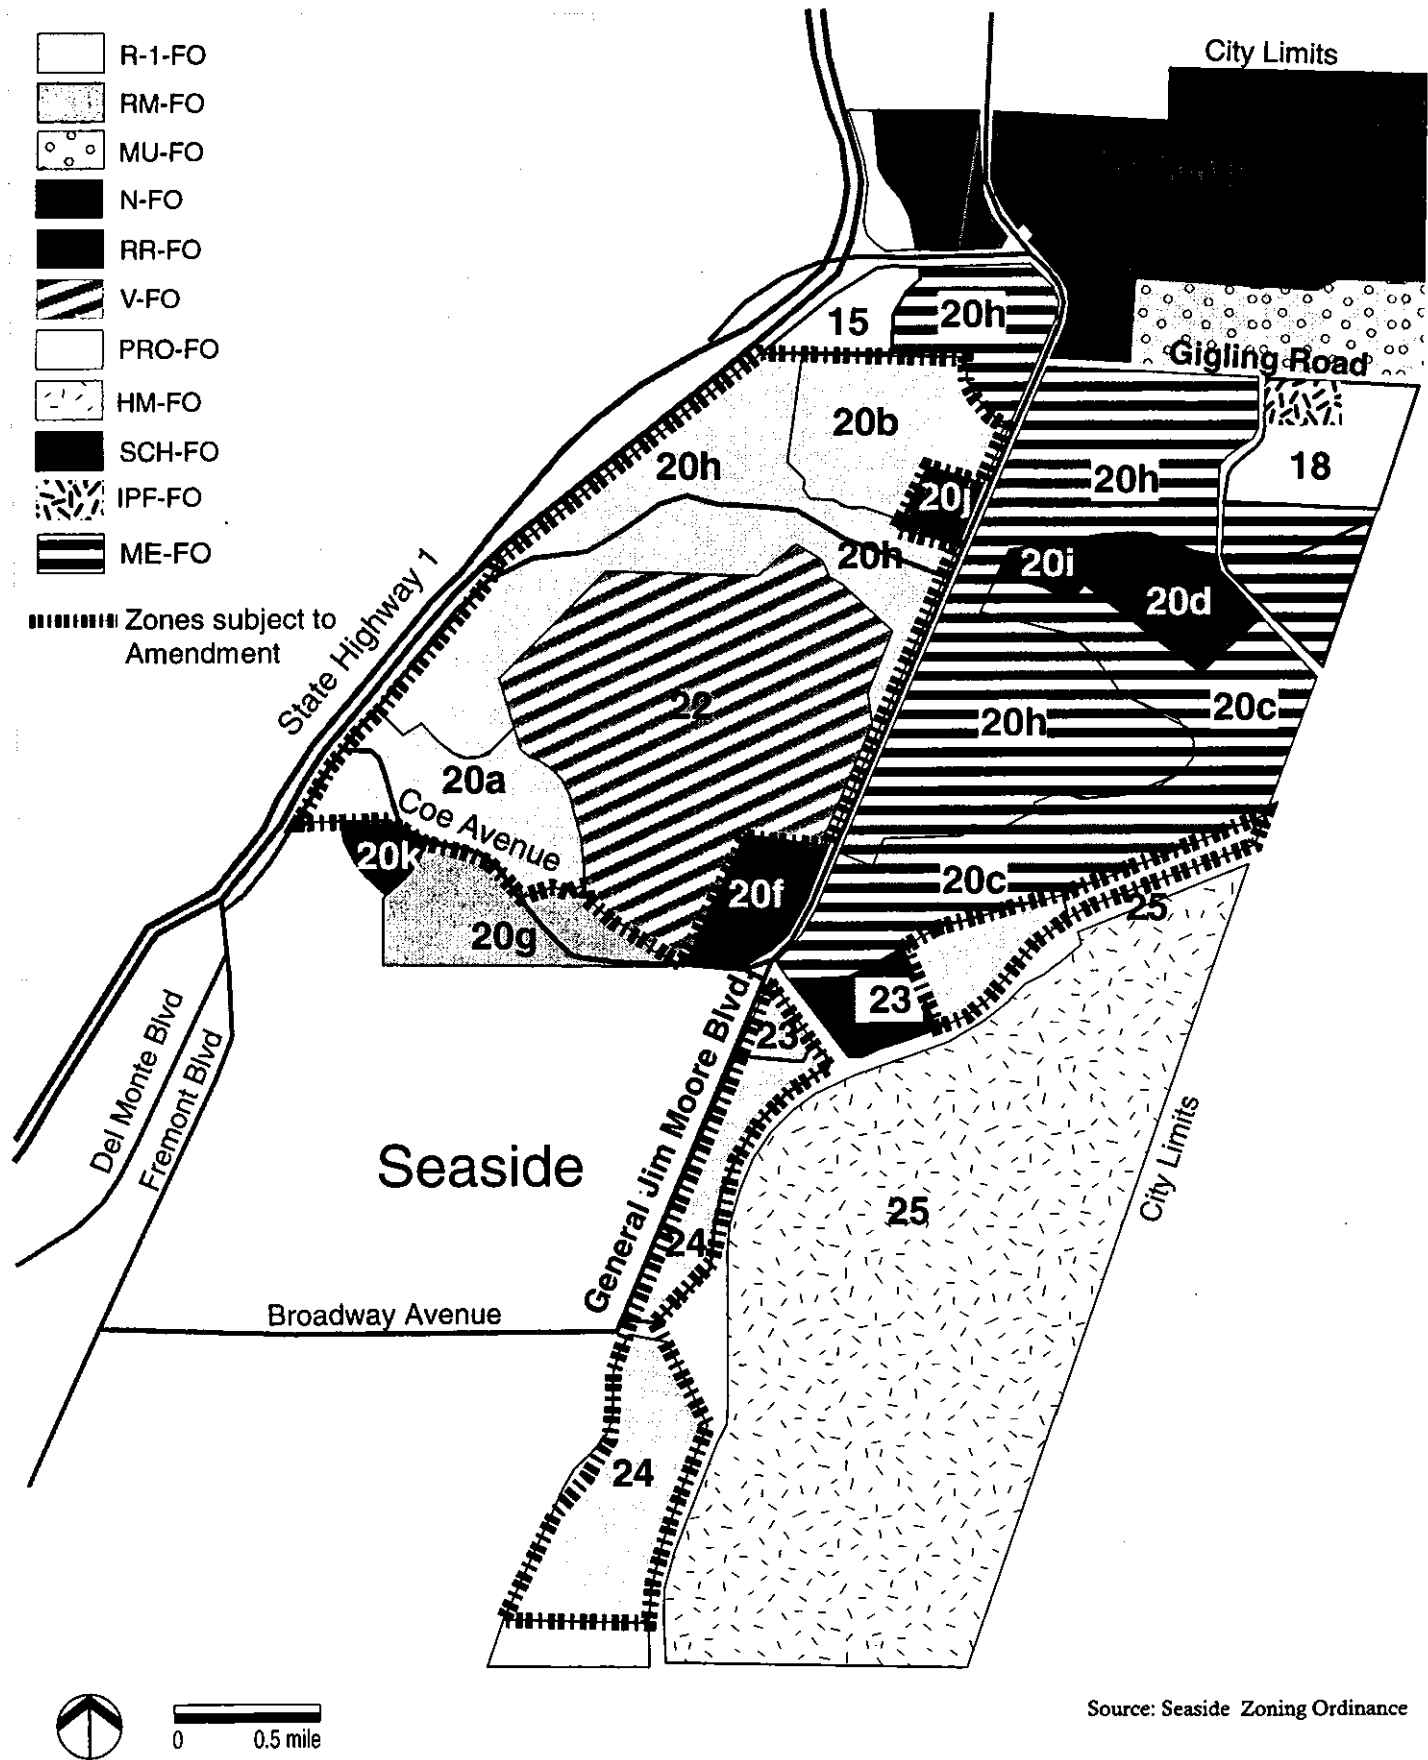 City Limits
R-1-FO
RM-FO
MU-FO
N-FO
RR-FO
V-FO
PRO-FO
HM-FO
SCH-FO
IPF-FO
ME-FO
Zones subject to
Amendment
15
20h
Gigling Road
20b
20h
20h
18
20j
20h
20i
20d
State Highway 1
22
20h
20c
20a
Coe Avenue
20k
20f
20c
25
20g
23
23
General Jim Moore Blvd.
Del Monte Blvd
Fremont Blvd
Seaside
City Limits
25
24
Broadway Avenue
24
0 0.5 mile
Source: Seaside Zoning Ordinance